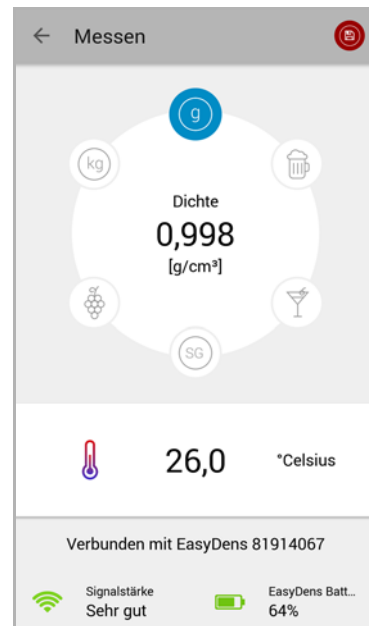 Messen
g
kg
Dichte
0,998
[g/cm³]
SG
26,0 °Celsius
Verbunden mit EasyDens 81914067
Signalstärke
Sehr gut
EasyDens Batt...
64%